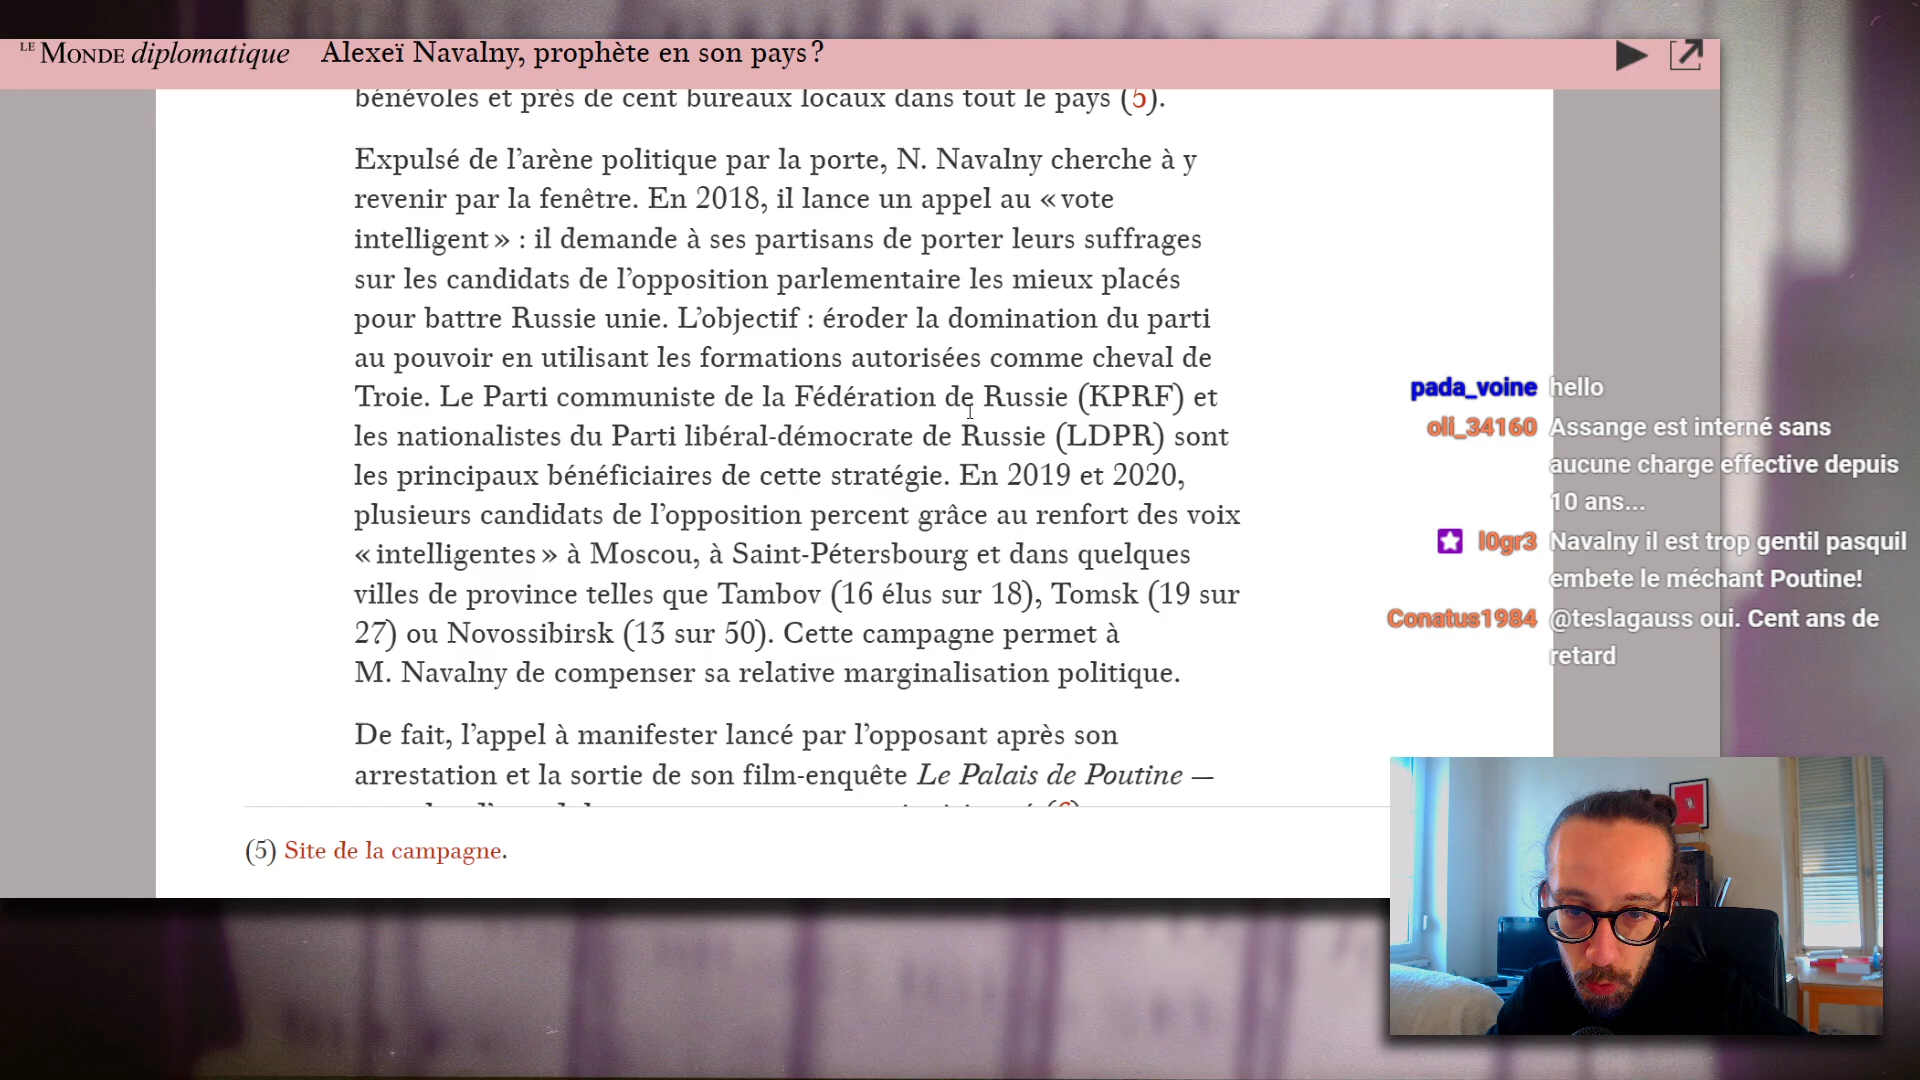 LE MONDE diplomatique
Alexeï Navalny, prophète en son pays ?
bénévoles et près de cent bureaux locaux dans tout le pays (5).
Expulsé de l’arène politique par la porte, N. Navalny cherche à y
revenir par la fenêtre. En 2018, il lance un appel au « vote
intelligent » : il demande à ses partisans de porter leurs suffrages
sur les candidats de l’opposition parlementaire les mieux placés
pour battre Russie unie. L’objectif : éroder la domination du parti
au pouvoir en utilisant les formations autorisées comme cheval de
Troie. Le Parti communiste de la Fédération de Russie (KPRF) et
les nationalistes du Parti libéral-démocrate de Russie (LDPR) sont
les principaux bénéficiaires de cette stratégie. En 2019 et 2020,
plusieurs candidats de l’opposition percent grâce au renfort des voix
« intelligentes » à Moscou, à Saint-Pétersbourg et dans quelques
villes de province telles que Tambov (16 élus sur 18), Tomsk (19 sur
27) ou Novossibirsk (13 sur 50). Cette campagne permet à
M. Navalny de compenser sa relative marginalisation politique.
De fait, l’appel à manifester lancé par l’opposant après son
arrestation et la sortie de son film-enquête Le Palais de Poutine —
(5) Site de la campagne.
pada_voine hello
oli_34160 Assange est interné sans
aucune charge effective depuis
10 ans...
l0gr3 Navalny il est trop gentil pasquil
embete le méchant Poutine!
Conatus1984 @teslagauss oui. Cent ans de
retard